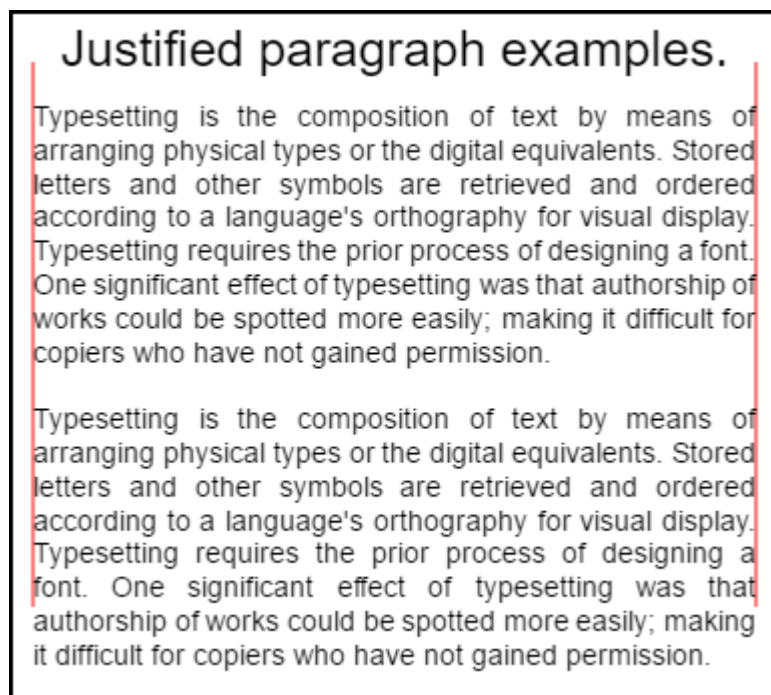 Justified paragraph examples.
Typesetting is the composition of text by means of
arranging physical types or the digital equivalents. Stored
letters and other symbols are retrieved and ordered
according to a language's orthography for visual display.
Typesetting requires the prior process of designing a font.
One significant effect of typesetting was that authorship of
works could be spotted more easily; making it difficult for
copiers who have not gained permission.
Typesetting is the composition of text by means of
arranging physical types or the digital equivalents. Stored
letters and other symbols are retrieved and ordered
according to a language's orthography for visual display.
Typesetting requires the prior process of designing a
font. One significant effect of typesetting was that
authorship of works could be spotted more easily; making
it difficult for copiers who have not gained permission.